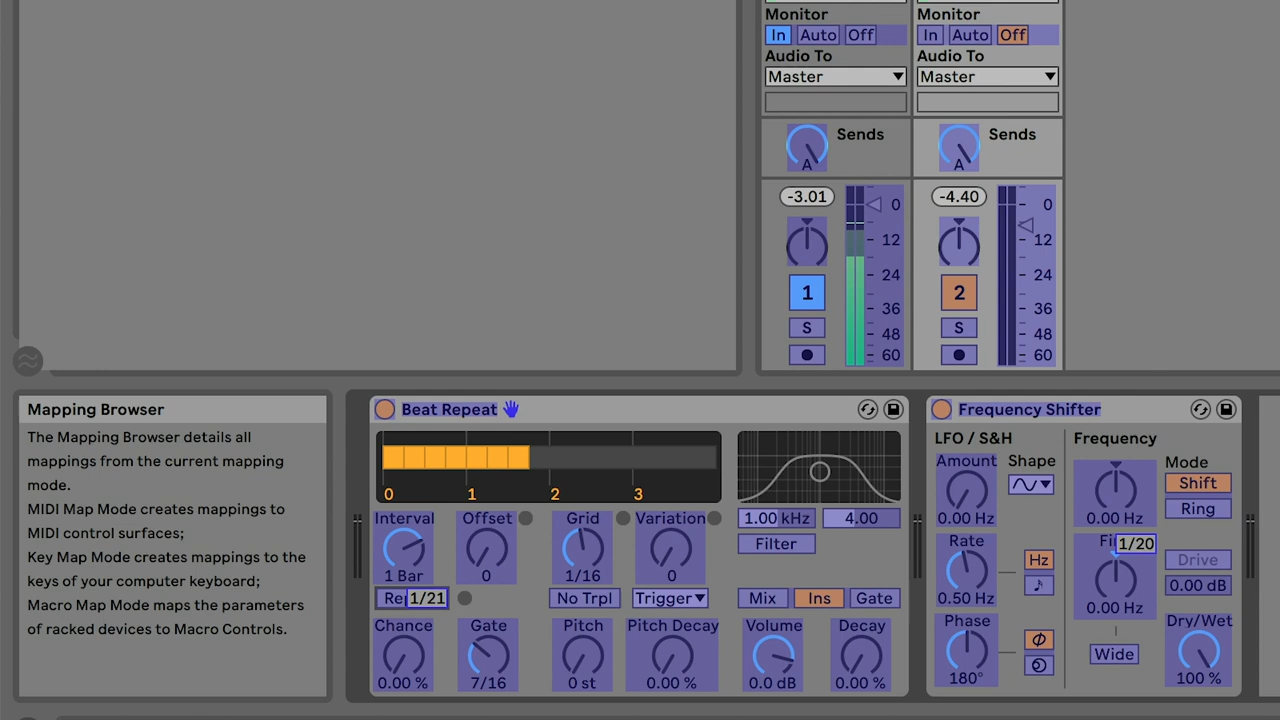 Monitor
In Auto Off
Audio To
Master
Sends
A
-3.01
0
12
24
36
48
60
1
S
Monitor
In Auto Off
Audio To
Master
Sends
A
-4.40
0
12
24
36
48
60
2
S
Mapping Browser
The Mapping Browser details all
mappings from the current mapping
mode.
MIDI Map Mode creates mappings to
MIDI control surfaces;
Key Map Mode creates mappings to the
keys of your computer keyboard;
Macro Map Mode maps the parameters
of racked devices to Macro Controls.
Beat Repeat
0 1 2 3
Interval Offset Grid Variation
1 Bar 0 1/16 0
1/21 No Trpl Trigger
Chance Gate Pitch Pitch Decay
0.00 % 7/16 0 st 0.00 %
1.00 kHz 4.00
Filter
Mix Ins Gate
Volume Decay
0.0 dB 0.00 %
Frequency Shifter
LFO / S&H
Amount Shape
0.00 Hz
Rate
Hz
0.50 Hz
Phase
180°
Frequency
0.00 Hz
1/20
0.00 Hz
Wide
Mode
Shift
Ring
Drive
0.00 dB
Dry/Wet
100 %